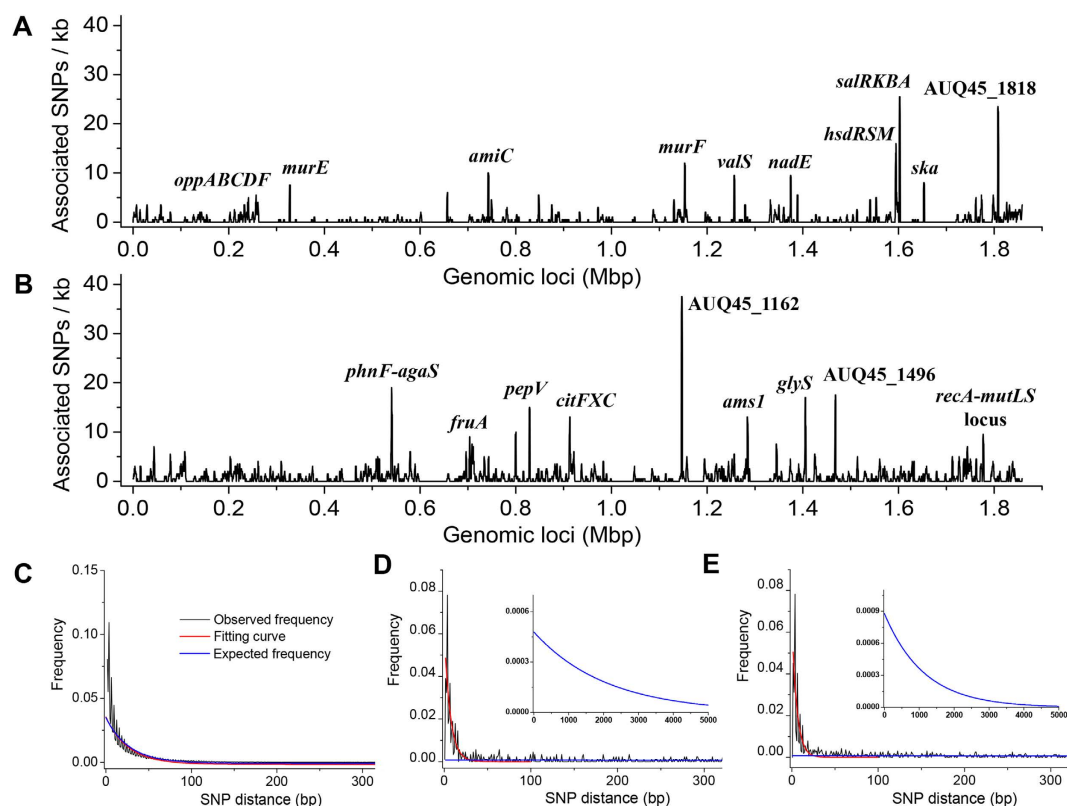 A
Associated SNPs / kb
40
30
20
10
0
oppABCDF
murE
amiC
murF
valS
nadE
hsdRSM
salRKBA
ska
AUQ45_1818
0.0 0.2 0.4 0.6 0.8 1.0 1.2 1.4 1.6 1.8
Genomic loci (Mbp)
B
Associated SNPs / kb
40
30
20
10
0
phnF-agaS
fruA
pepV
citFXC
AUQ45_1162
ams1
glyS
AUQ45_1496
recA-mutLS
locus
0.0 0.2 0.4 0.6 0.8 1.0 1.2 1.4 1.6 1.8
Genomic loci (Mbp)
C
Frequency
0.15
0.10
0.05
0.00
Observed frequency
Fitting curve
Expected frequency
0 50 100 150 200 250 300
SNP distance (bp)
D
Frequency
0.08
0.06
0.04
0.02
0.00
0.0006
0.0003
0.0000
0 1000 2000 3000 4000 5000
0 100 200 300
SNP distance (bp)
E
Frequency
0.08
0.06
0.04
0.02
0.00
0.0009
0.0006
0.0003
0.0000
0 1000 2000 3000 4000 5000
0 100 200 300
SNP distance (bp)